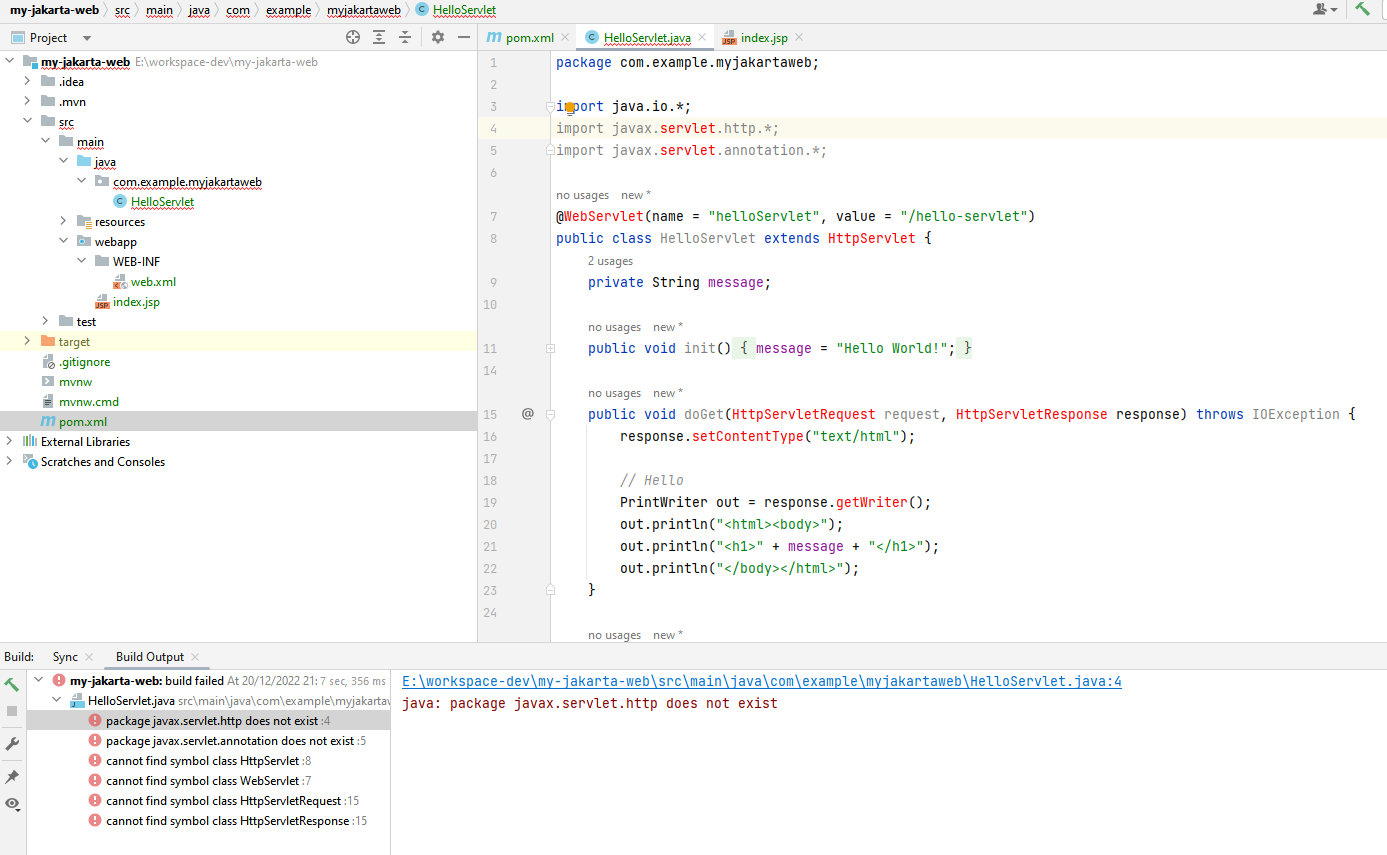 my-jakarta-web src main java com example myjakartaweb HelloServlet
Project
pom.xml HelloServlet.java index.jsp
my-jakarta-web E:\workspace-dev\my-jakarta-web
.idea
.mvn
src
main
java
com.example.myjakartaweb
HelloServlet
resources
webapp
WEB-INF
web.xml
index.jsp
test
target
.gitignore
mvnw
mvnw.cmd
pom.xml
External Libraries
Scratches and Consoles
1 package com.example.myjakartaweb;
2
3 import java.io.*;
4 import javax.servlet.http.*;
5 import javax.servlet.annotation.*;
6
no usages new *
7 @WebServlet(name = "helloServlet", value = "/hello-servlet")
8 public class HelloServlet extends HttpServlet {
2 usages
9 private String message;
10
no usages new *
11 public void init() { message = "Hello World!"; }
14
no usages new *
15 @ public void doGet(HttpServletRequest request, HttpServletResponse response) throws IOException {
16 response.setContentType("text/html");
17
18 // Hello
19 PrintWriter out = response.getWriter();
20 out.println("<html><body>");
21 out.println("<h1>" + message + "</h1>");
22 out.println("</body></html>");
23 }
24
no usages new *
Build: Sync Build Output
my-jakarta-web: build failed At 20/12/2022 21: 7 sec, 356 ms
HelloServlet.java src\main\java\com\example\myjakartaw
package javax.servlet.http does not exist :4
package javax.servlet.annotation does not exist :5
cannot find symbol class HttpServlet :8
cannot find symbol class WebServlet :7
cannot find symbol class HttpServletRequest :15
cannot find symbol class HttpServletResponse :15
E:\workspace-dev\my-jakarta-web\src\main\java\com\example\myjakartaweb\HelloServlet.java:4
java: package javax.servlet.http does not exist